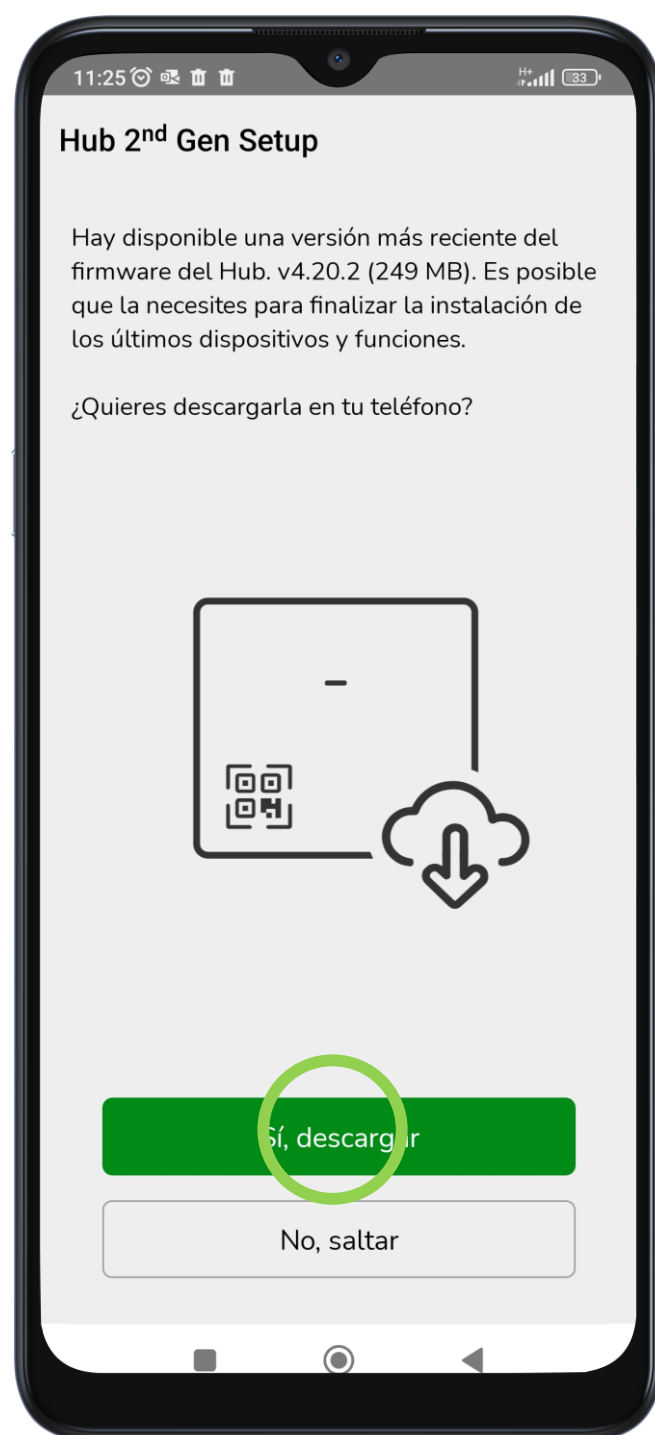 11:25
H+
33
Hub 2nd Gen Setup
Hay disponible una versión más reciente del
firmware del Hub. v4.20.2 (249 MB). Es posible
que la necesites para finalizar la instalación de
los últimos dispositivos y funciones.
¿Quieres descargarla en tu teléfono?
Sí, descargar
No, saltar